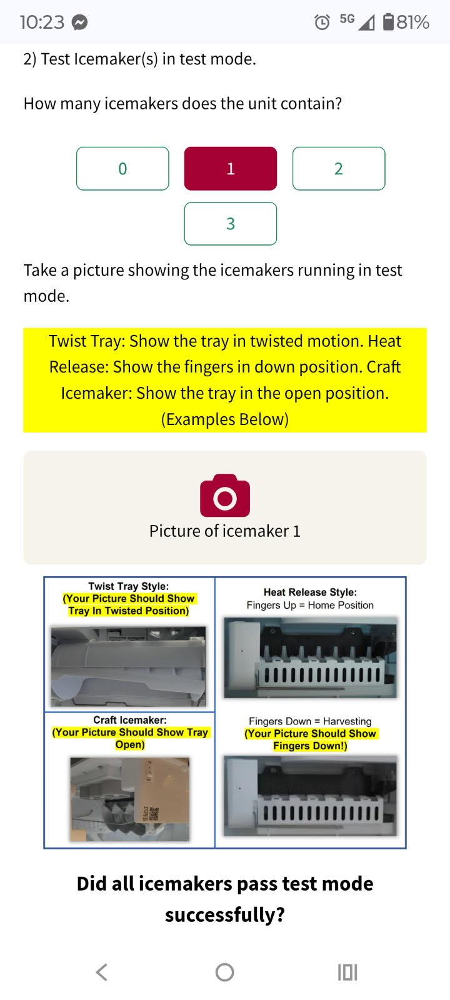 10:23
5G
81%
2) Test Icemaker(s) in test mode.
How many icemakers does the unit contain?
0
1
2
3
Take a picture showing the icemakers running in test
mode.
Twist Tray: Show the tray in twisted motion. Heat
Release: Show the fingers in down position. Craft
Icemaker: Show the tray in the open position.
(Examples Below)
Picture of icemaker 1
Twist Tray Style:
(Your Picture Should Show
Tray In Twisted Position)
Heat Release Style:
Fingers Up = Home Position
Craft Icemaker:
(Your Picture Should Show Tray
Open)
Fingers Down = Harvesting
(Your Picture Should Show
Fingers Down!)
Did all icemakers pass test mode
successfully?